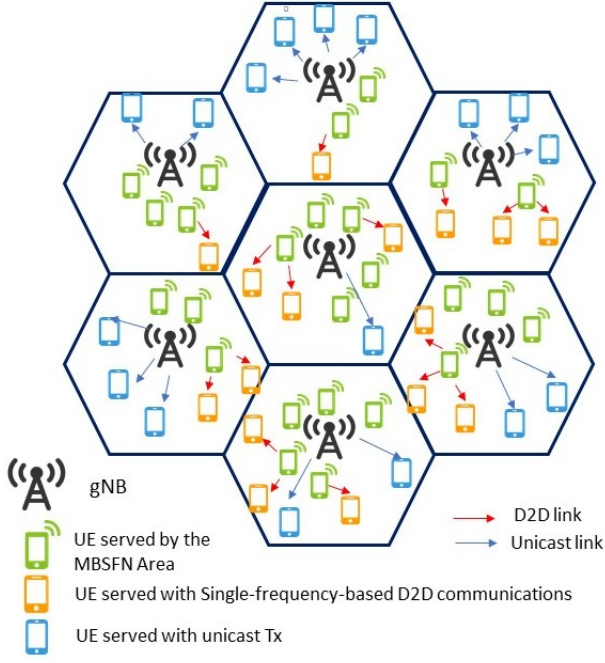 gNB
UE served by the
MBSFN Area
UE served with Single-frequency-based D2D communications
UE served with unicast Tx
D2D link
Unicast link